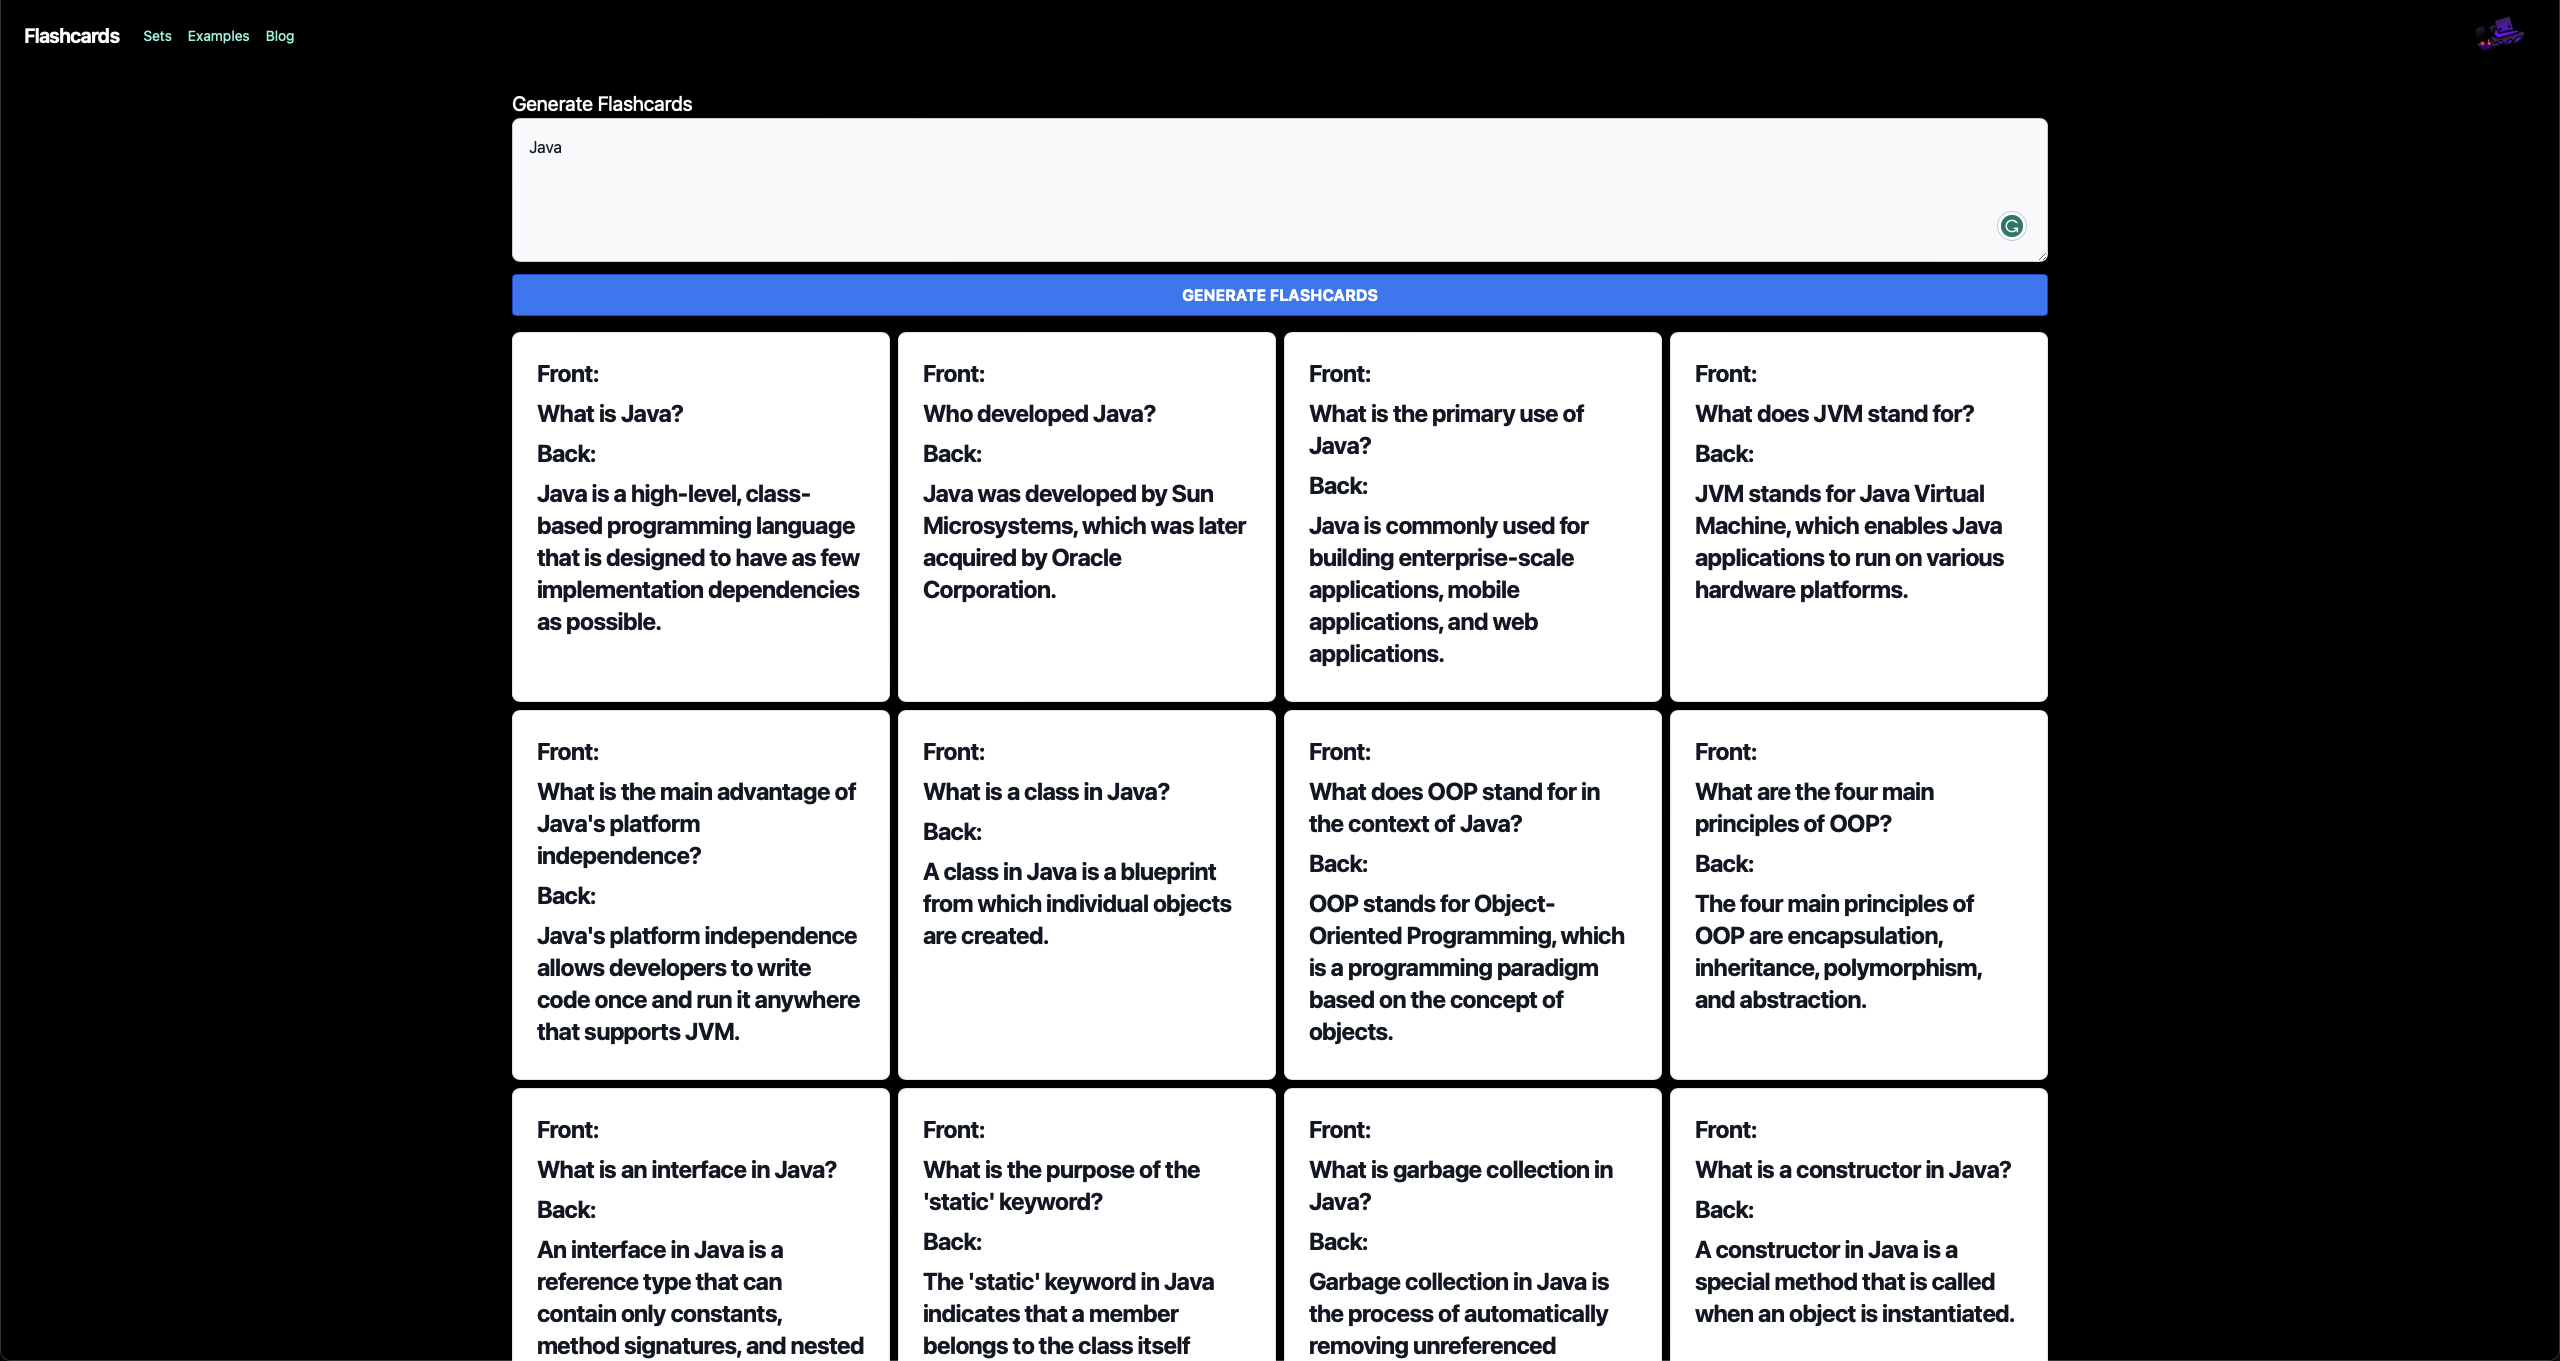 Flashcards Sets Examples Blog
Generate Flashcards
Java
GENERATE FLASHCARDS
Front:
What is Java?
Back:
Java is a high-level, class-
based programming language
that is designed to have as few
implementation dependencies
as possible.
Front:
Who developed Java?
Back:
Java was developed by Sun
Microsystems, which was later
acquired by Oracle
Corporation.
Front:
What is the primary use of
Java?
Back:
Java is commonly used for
building enterprise-scale
applications, mobile
applications, and web
applications.
Front:
What does JVM stand for?
Back:
JVM stands for Java Virtual
Machine, which enables Java
applications to run on various
hardware platforms.
Front:
What is the main advantage of
Java's platform
independence?
Back:
Java's platform independence
allows developers to write
code once and run it anywhere
that supports JVM.
Front:
What is a class in Java?
Back:
A class in Java is a blueprint
from which individual objects
are created.
Front:
What does OOP stand for in
the context of Java?
Back:
OOP stands for Object-
Oriented Programming, which
is a programming paradigm
based on the concept of
objects.
Front:
What are the four main
principles of OOP?
Back:
The four main principles of
OOP are encapsulation,
inheritance, polymorphism,
and abstraction.
Front:
What is an interface in Java?
Back:
An interface in Java is a
reference type that can
contain only constants,
method signatures, and nested
Front:
What is the purpose of the
'static' keyword?
Back:
The 'static' keyword in Java
indicates that a member
belongs to the class itself
Front:
What is garbage collection in
Java?
Back:
Garbage collection in Java is
the process of automatically
removing unreferenced
Front:
What is a constructor in Java?
Back:
A constructor in Java is a
special method that is called
when an object is instantiated.